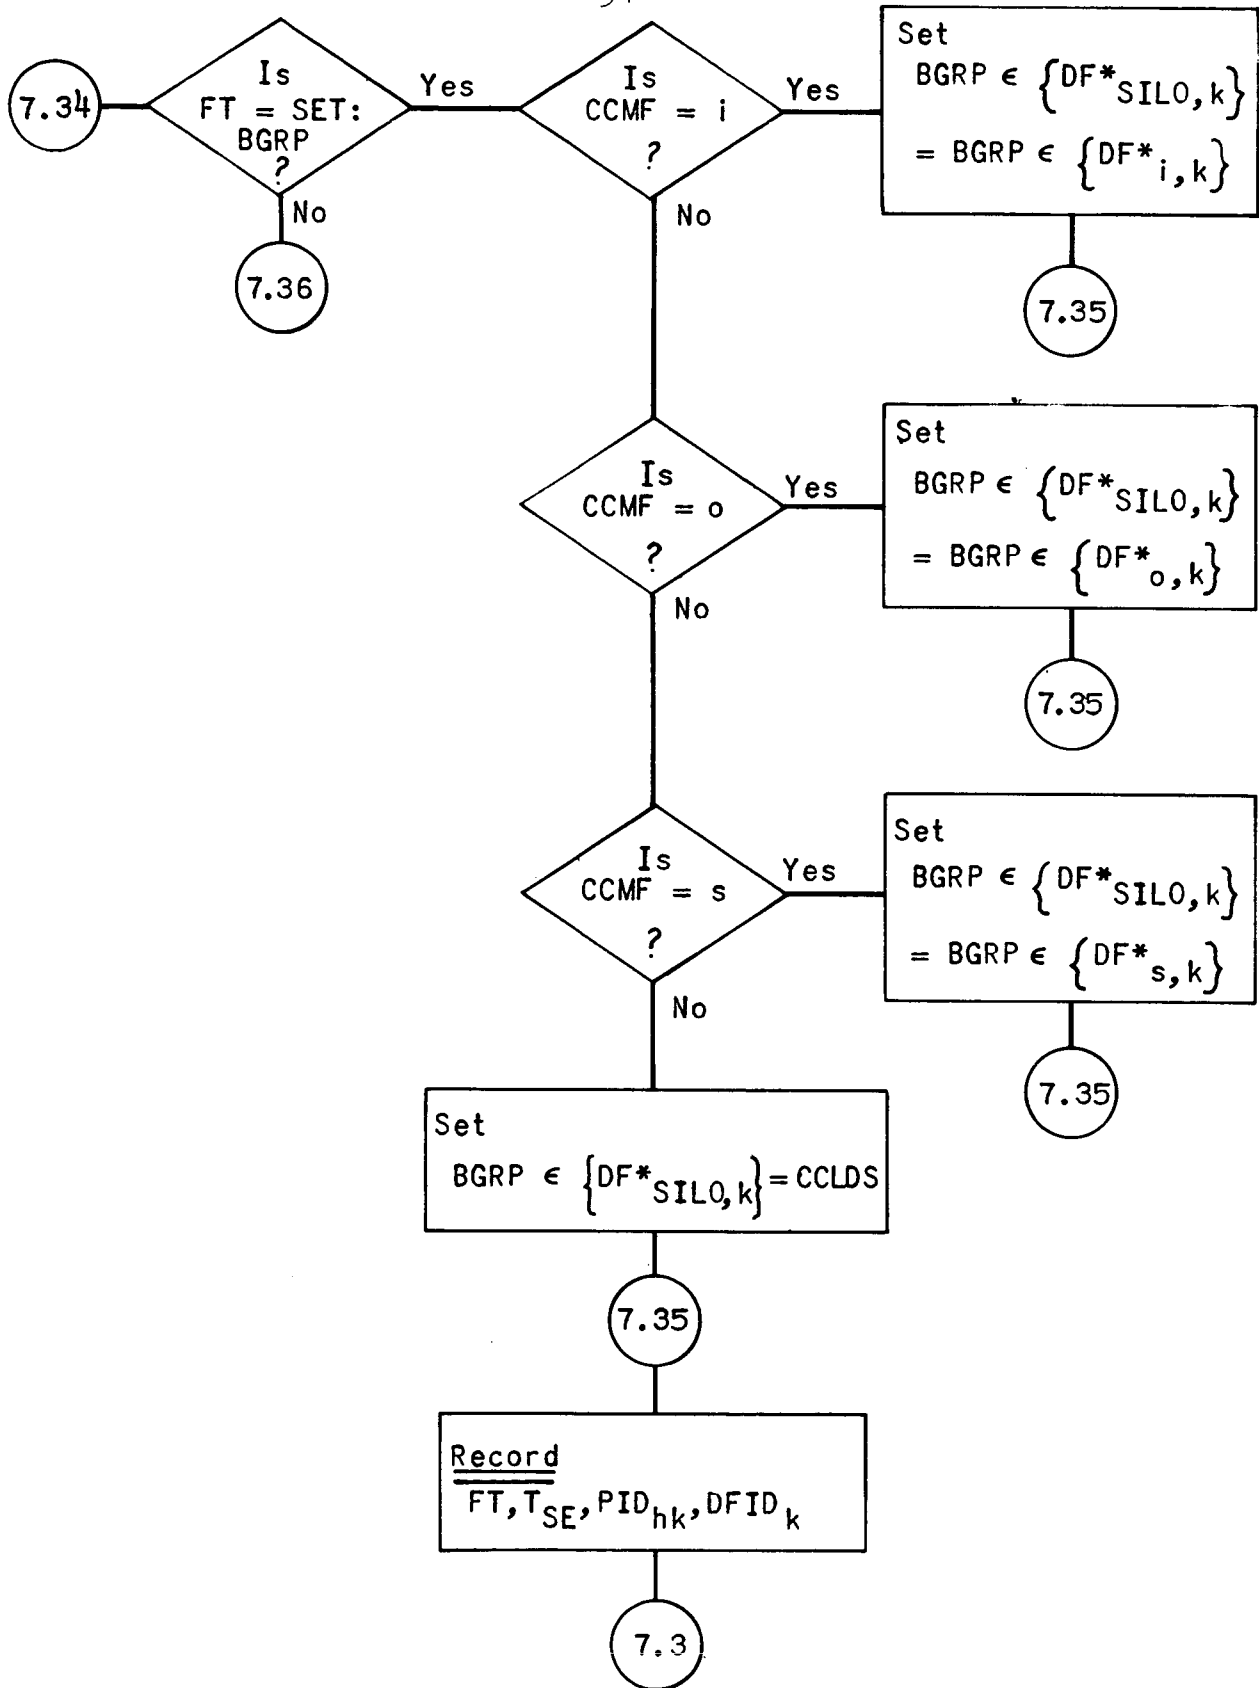 7.34
Is
FT = SET:
BGRP
?
Yes
No
7.36
Is
CCMF = i
?
Yes
No
Set
BGRP ϵ {DF*SILO,k}
= BGRP ϵ {DF*i,k}
7.35
Is
CCMF = o
?
Yes
No
Set
BGRP ϵ {DF*SILO,k}
= BGRP ϵ {DF*o,k}
7.35
Is
CCMF = s
?
Yes
No
Set
BGRP ϵ {DF*SILO,k}
= BGRP ϵ {DF*s,k}
7.35
Set
BGRP ϵ {DF*SILO,k} = CCLDS
7.35
Record
FT, TSE, PIDhk, DFIDk
7.3